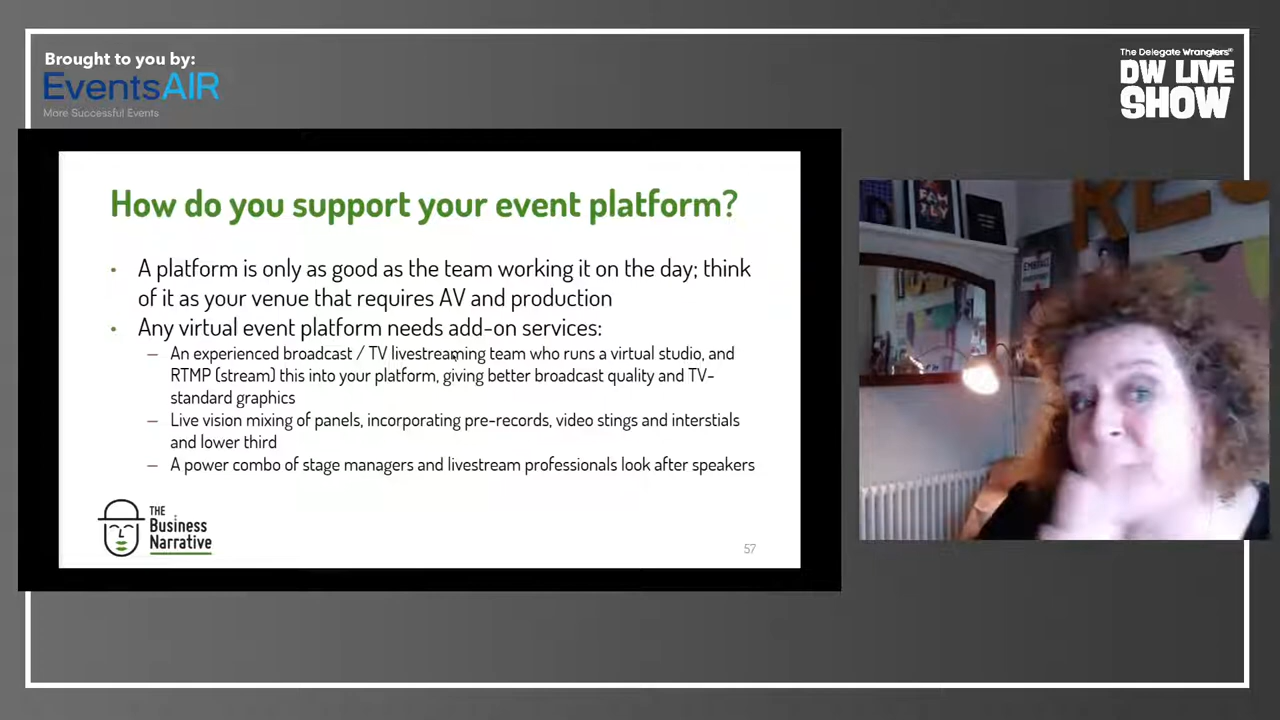 Brought to you by:
EventsAIR
More Successful Events
The Delegate Wranglers®
DW LIVE
SHOW
How do you support your event platform?
• A platform is only as good as the team working it on the day; think
of it as your venue that requires AV and production
• Any virtual event platform needs add-on services:
– An experienced broadcast / TV livestreaming team who runs a virtual studio, and
RTMP (stream) this into your platform, giving better broadcast quality and TV-
standard graphics
– Live vision mixing of panels, incorporating pre-records, video stings and interstials
and lower third
– A power combo of stage managers and livestream professionals look after speakers
THE
Business
Narrative
57
FAM
ILY
EMBRACE
REC